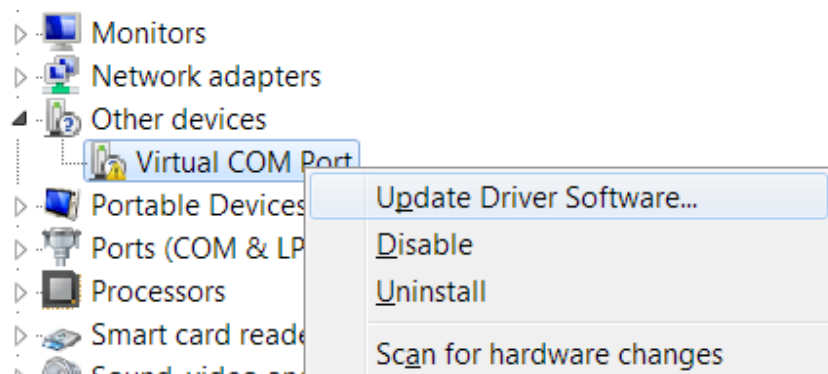 Monitors
Network adapters
Other devices
Virtual COM Port
Portable Devices
Update Driver Software...
Ports (COM & LP
Disable
Processors
Uninstall
Smart card reade
Scan for hardware changes